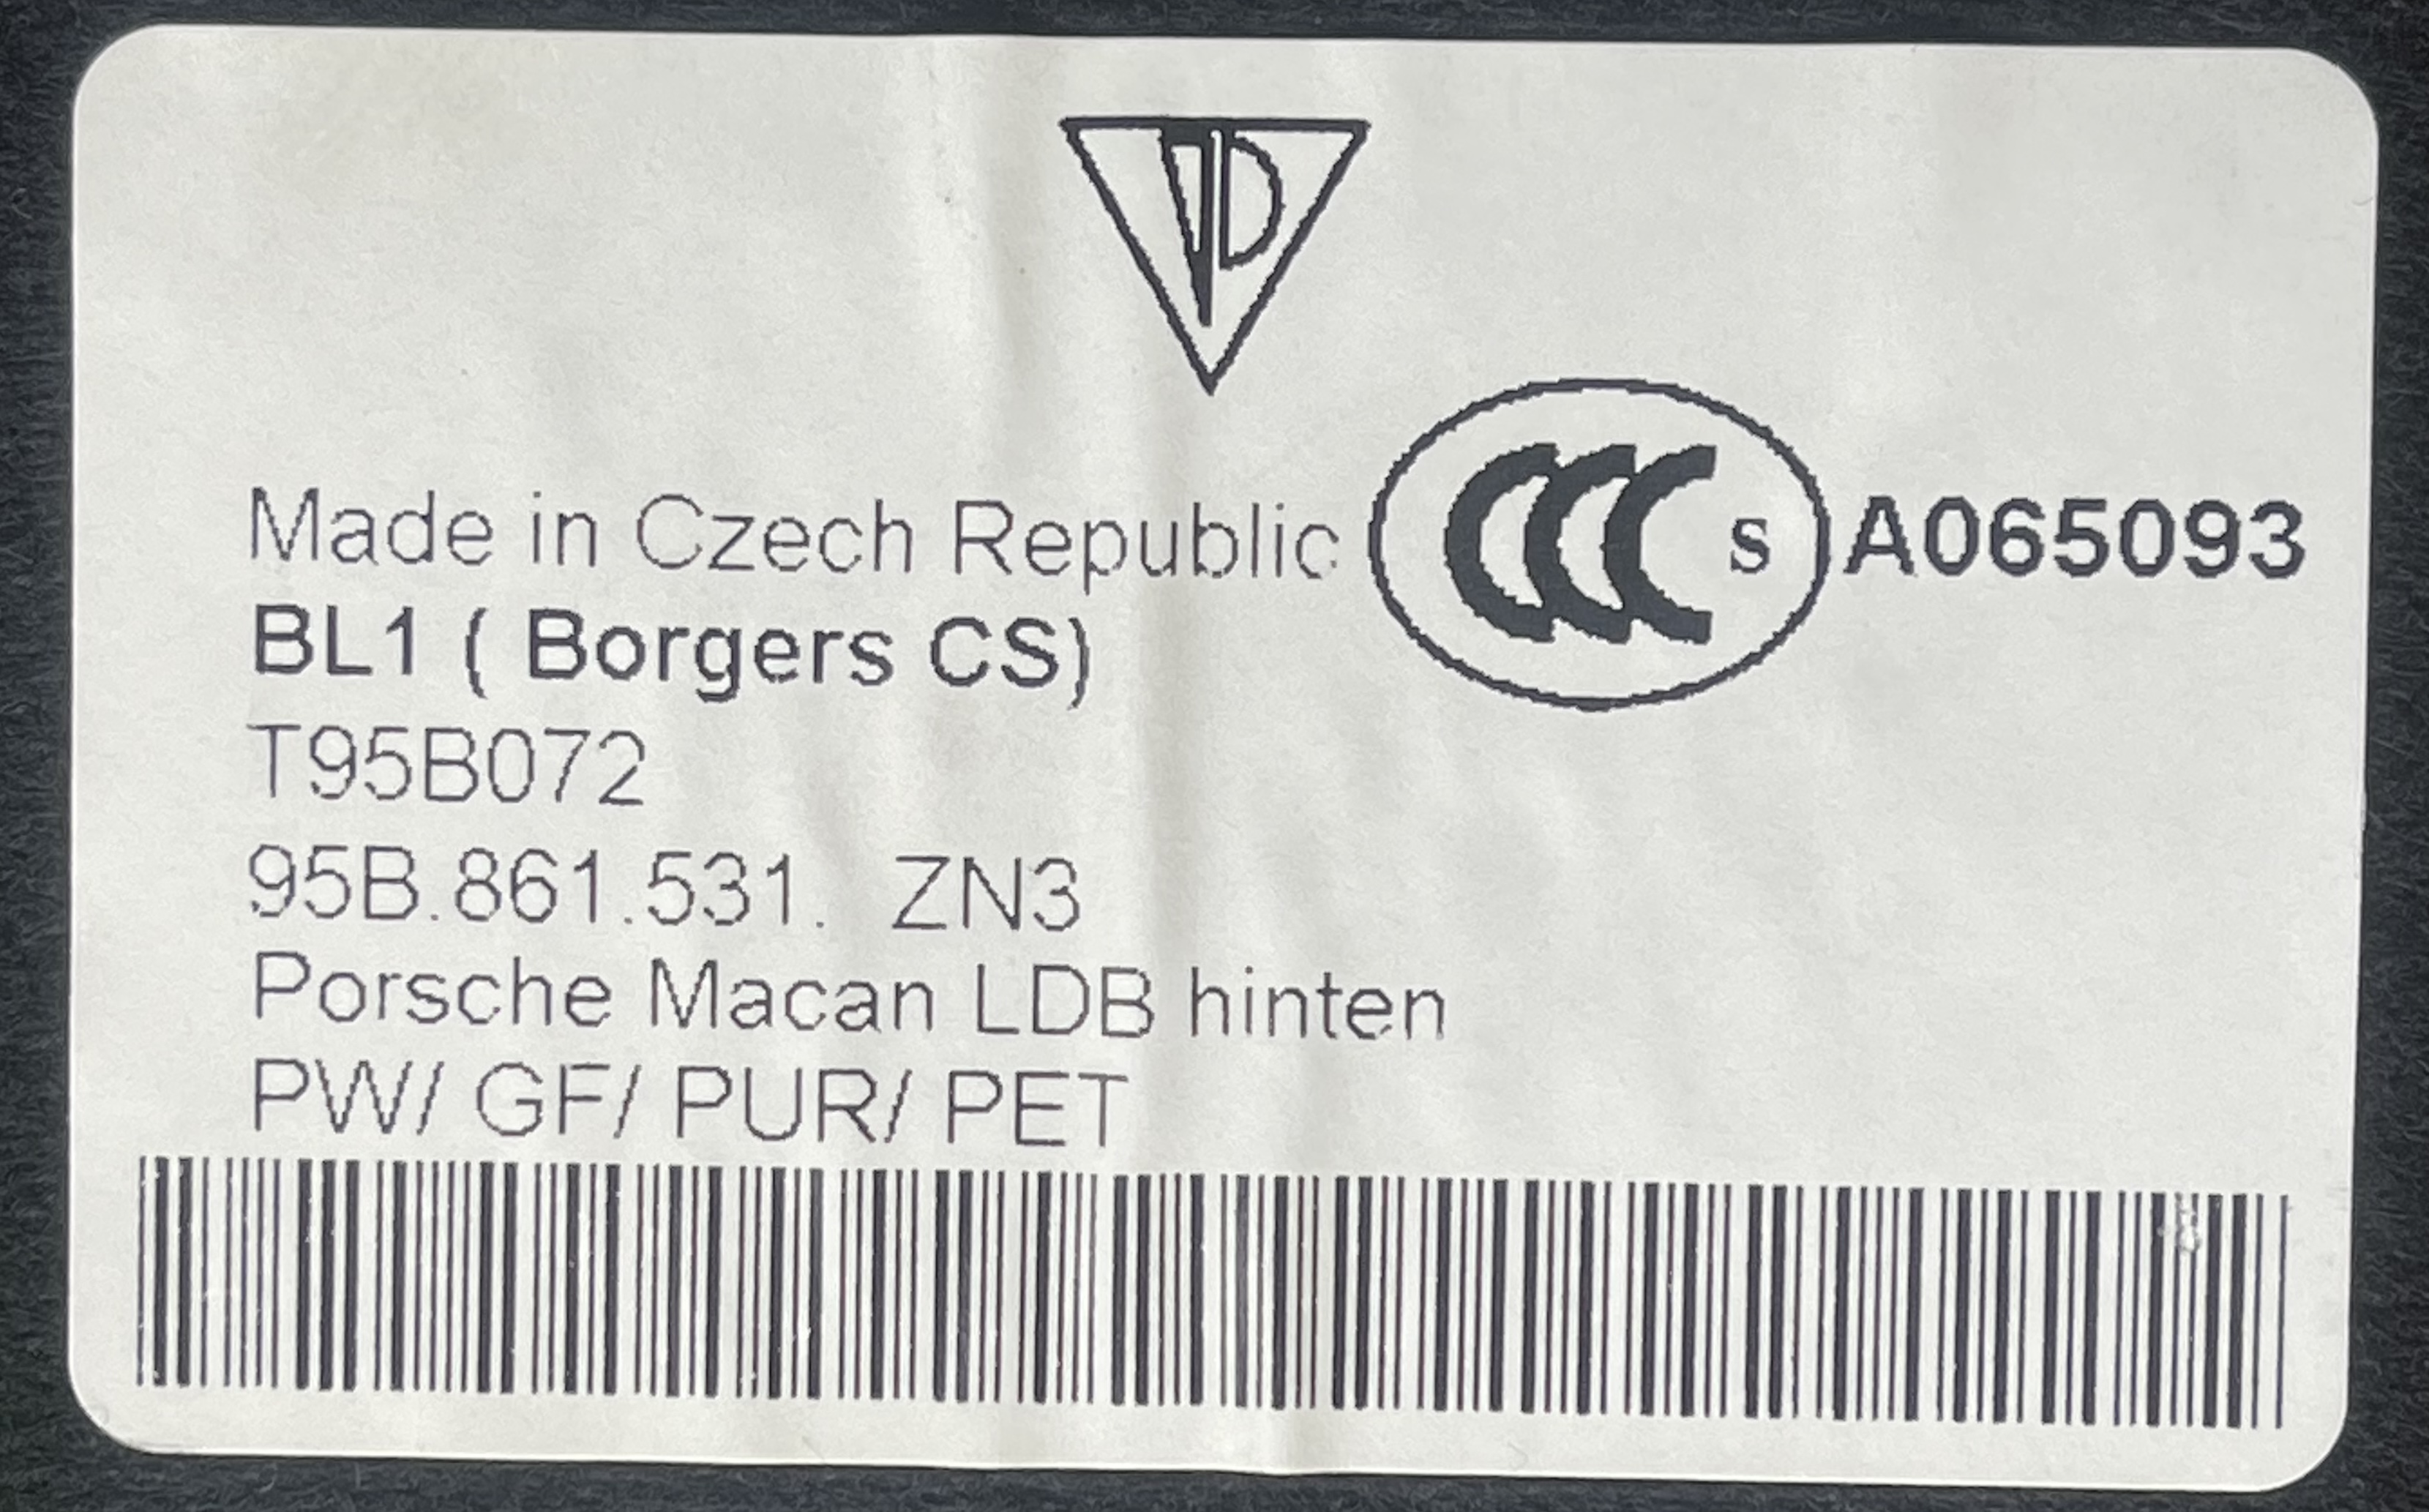 Made in Czech Republic CCC S A065093
BL1 ( Borgers CS)
T95B072
95B.861.531. ZN3
Porsche Macan LDB hinten
PW/ GF/ PUR/ PET